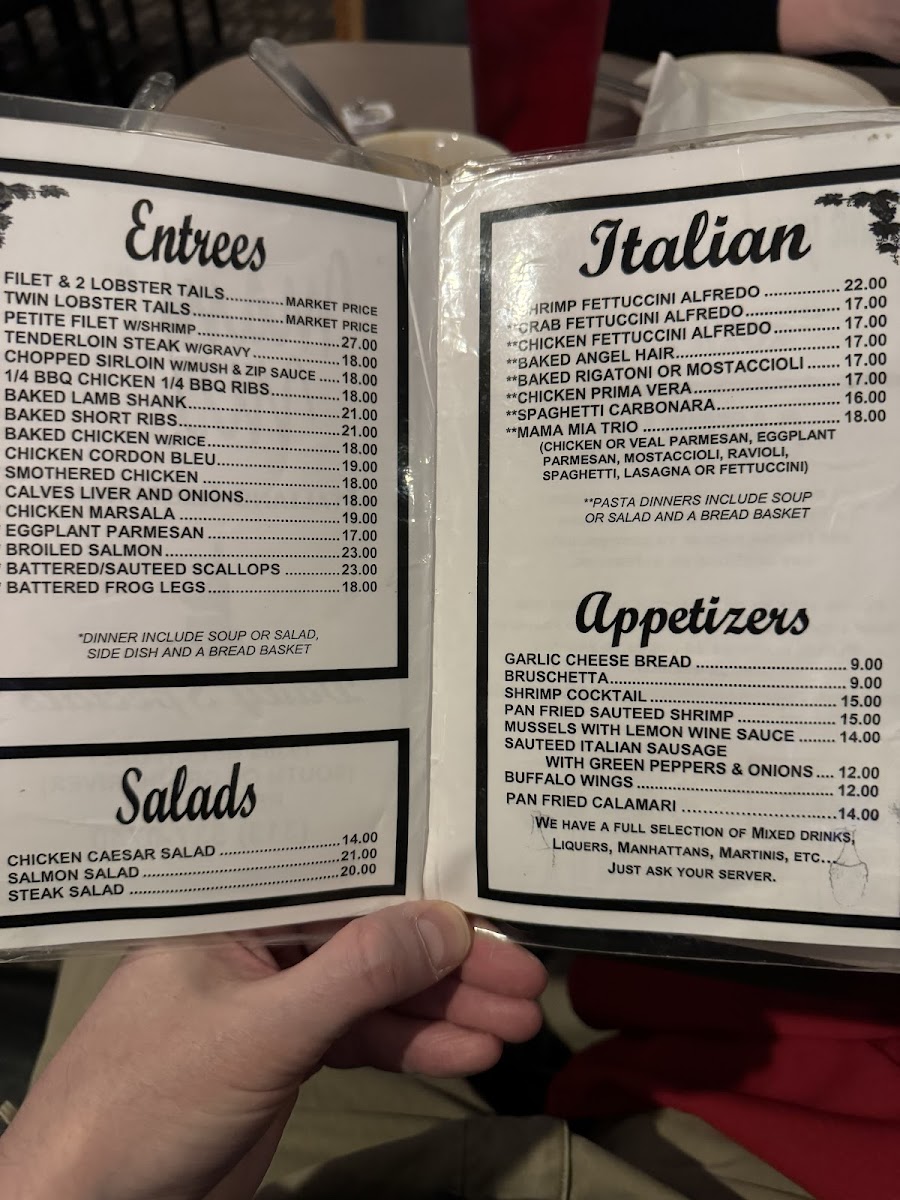 Entrees
FILET & 2 LOBSTER TAILS............ MARKET PRICE
TWIN LOBSTER TAILS.................... MARKET PRICE
PETITE FILET W/SHRIMP..........................27.00
TENDERLOIN STEAK W/GRAVY................18.00
CHOPPED SIRLOIN W/MUSH & ZIP SAUCE .....18.00
1/4 BBQ CHICKEN 1/4 BBQ RIBS..............18.00
BAKED LAMB SHANK............................21.00
BAKED SHORT RIBS..............................21.00
BAKED CHICKEN W/RICE.........................18.00
CHICKEN CORDON BLEU.......................19.00
SMOTHERED CHICKEN ..........................18.00
CALVES LIVER AND ONIONS.................18.00
CHICKEN MARSALA ..............................19.00
EGGPLANT PARMESAN ........................17.00
* BROILED SALMON................................23.00
* BATTERED/SAUTEED SCALLOPS ..........23.00
* BATTERED FROG LEGS........................18.00
*DINNER INCLUDE SOUP OR SALAD,
SIDE DISH AND A BREAD BASKET
Salads
CHICKEN CAESAR SALAD ......................14.00
SALMON SALAD ....................................21.00
STEAK SALAD ......................................20.00
Italian
SHRIMP FETTUCCINI ALFREDO ............... 22.00
**CRAB FETTUCCINI ALFREDO................... 17.00
**CHICKEN FETTUCCINI ALFREDO............. 17.00
**BAKED ANGEL HAIR............................... 17.00
**BAKED RIGATONI OR MOSTACCIOLI ...... 17.00
**CHICKEN PRIMA VERA ........................... 17.00
**SPAGHETTI CARBONARA....................... 16.00
**MAMA MIA TRIO .................................... 18.00
(CHICKEN OR VEAL PARMESAN, EGGPLANT
PARMESAN, MOSTACCIOLI, RAVIOLI,
SPAGHETTI, LASAGNA OR FETTUCCINI)
**PASTA DINNERS INCLUDE SOUP
OR SALAD AND A BREAD BASKET
Appetizers
GARLIC CHEESE BREAD ........................... 9.00
BRUSCHETTA......................................... 9.00
SHRIMP COCKTAIL ................................. 15.00
PAN FRIED SAUTEED SHRIMP .................. 15.00
MUSSELS WITH LEMON WINE SAUCE ........ 14.00
SAUTEED ITALIAN SAUSAGE
WITH GREEN PEPPERS & ONIONS .... 12.00
BUFFALO WINGS ................................... 12.00
PAN FRIED CALAMARI .............................14.00
WE HAVE A FULL SELECTION OF MIXED DRINKS,
LIQUERS, MANHATTANS, MARTINIS, ETC...
JUST ASK YOUR SERVER.